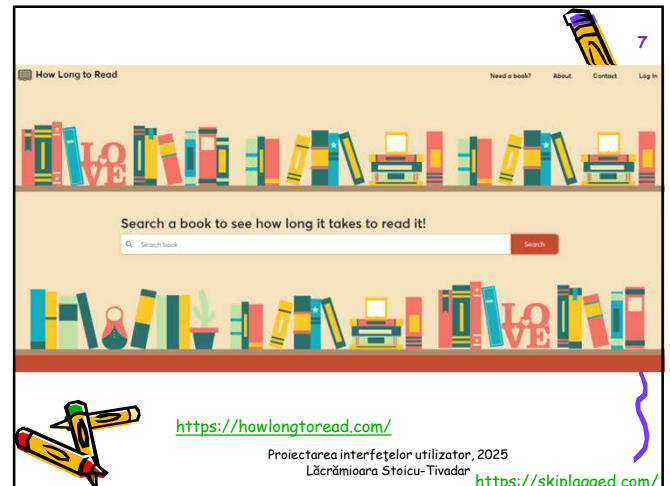 7
How Long to Read
Need a book? About Contact Log In
LOVE
LOVE
Search a book to see how long it takes to read it!
Search book Search
LOVE
https://howlongtoread.com/
Proiectarea interfețelor utilizator, 2025
Lăcrămioara Stoicu-Tivadar
https://skiplagged.com/